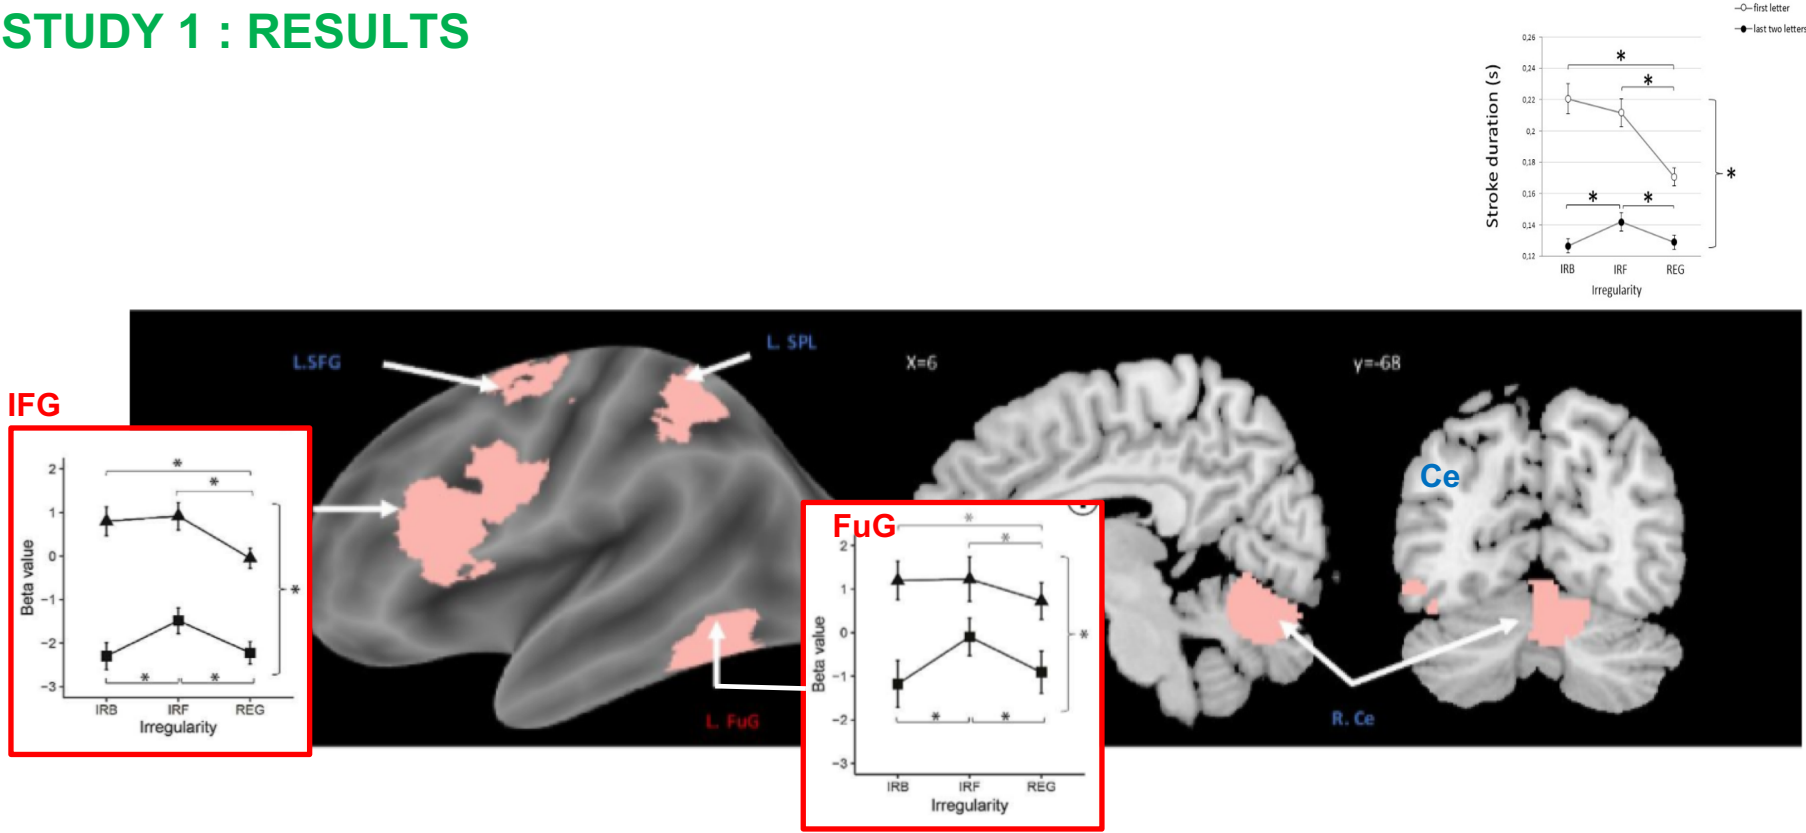 STUDY 1 : RESULTS
first letter
last two letters
Stroke duration (s)
0,26
0,24
0,22
0,2
0,18
0,16
0,14
0,12
*
*
*
*
*
IRB IRF REG
Irregularity
L.SFG
L. SPL
X=6
y=-68
IFG
Beta value
2
1
0
−1
−2
−3
*
*
*
*
*
IRB IRF REG
Irregularity
Ce
FuG
Beta value
2
1
0
−1
−2
−3
*
*
*
*
*
IRB IRF REG
Irregularity
L. FuG
R. Ce